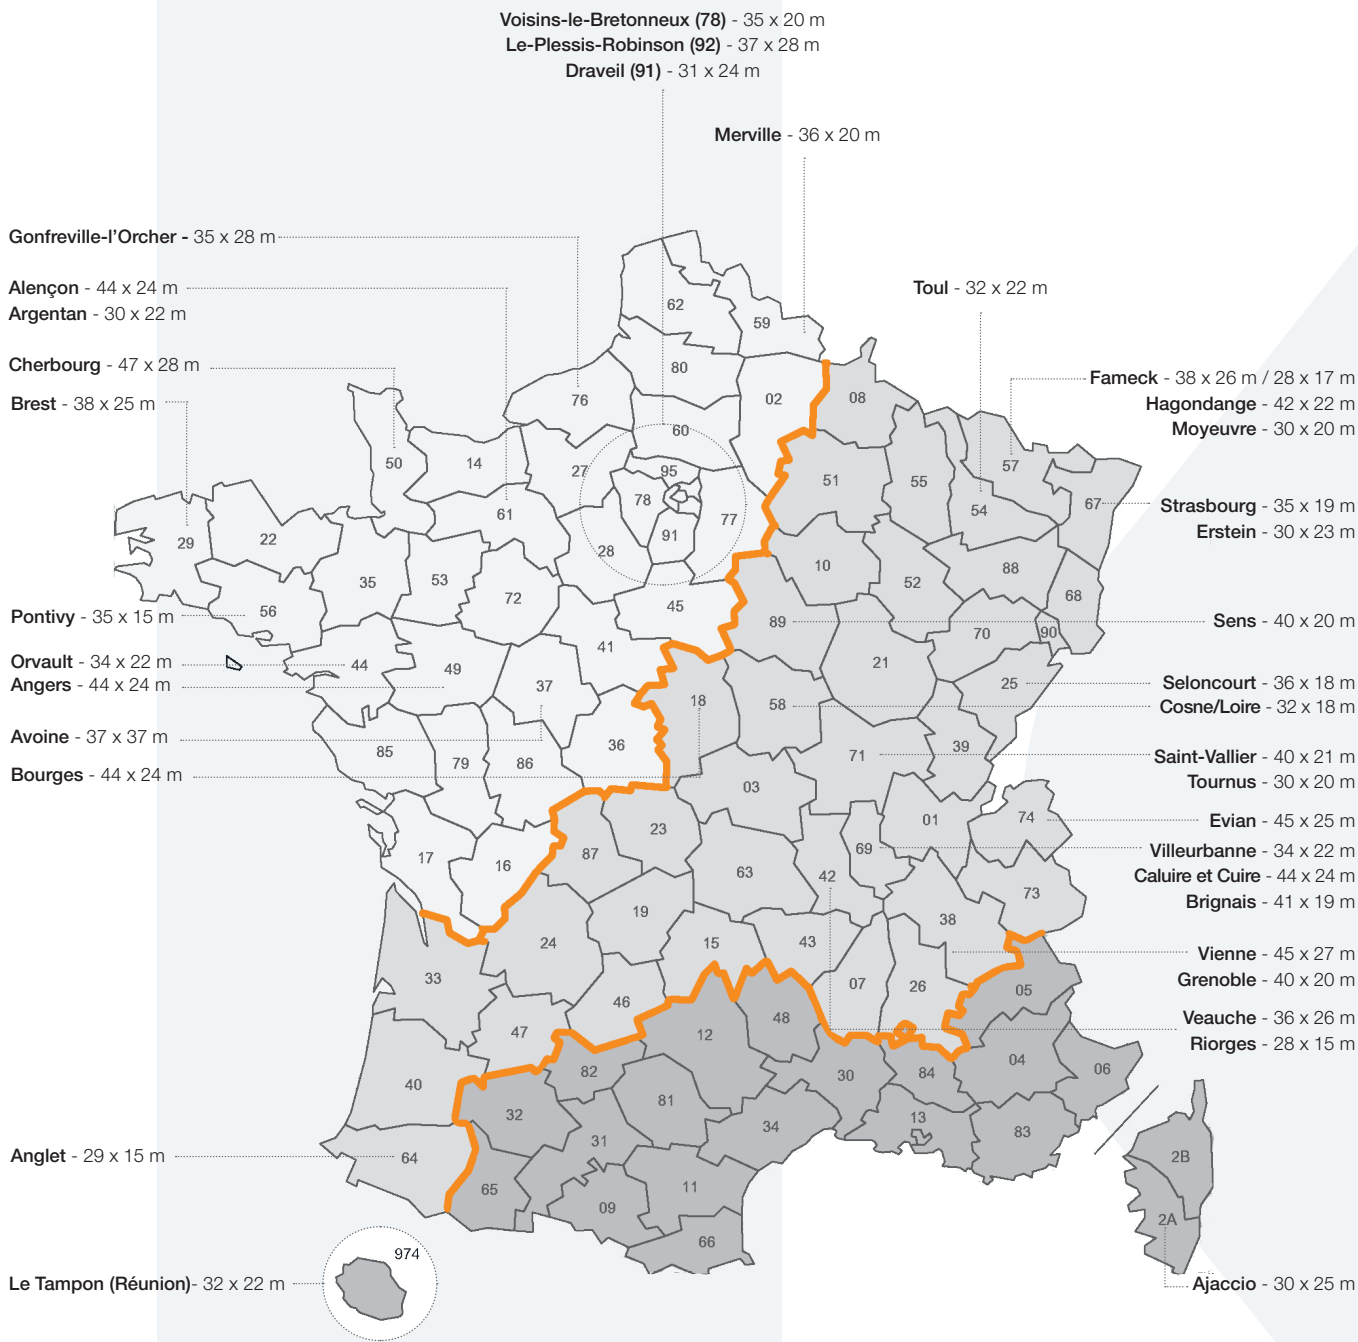 Voisins-le-Bretonneux (78) - 35 x 20 m
Le-Plessis-Robinson (92) - 37 x 28 m
Draveil (91) - 31 x 24 m
Merville - 36 x 20 m
Gonfreville-l'Orcher - 35 x 28 m
Alençon - 44 x 24 m
Argentan - 30 x 22 m
Cherbourg - 47 x 28 m
Brest - 38 x 25 m
Pontivy - 35 x 15 m
Orvault - 34 x 22 m
Angers - 44 x 24 m
Avoine - 37 x 37 m
Bourges - 44 x 24 m
Anglet - 29 x 15 m
Le Tampon (Réunion)- 32 x 22 m
974
Toul - 32 x 22 m
Fameck - 38 x 26 m / 28 x 17 m
Hagondange - 42 x 22 m
Moyeuvre - 30 x 20 m
Strasbourg - 35 x 19 m
Erstein - 30 x 23 m
Sens - 40 x 20 m
Seloncourt - 36 x 18 m
Cosne/Loire - 32 x 18 m
Saint-Vallier - 40 x 21 m
Tournus - 30 x 20 m
Evian - 45 x 25 m
Villeurbanne - 34 x 22 m
Caluire et Cuire - 44 x 24 m
Brignais - 41 x 19 m
Vienne - 45 x 27 m
Grenoble - 40 x 20 m
Veauche - 36 x 26 m
Riorges - 28 x 15 m
Ajaccio - 30 x 25 m
62
59
80
76
02
08
60
50
14
27
95
57
51
55
78
67
61
77
54
29
22
91
28
10
88
35
53
52
72
68
56
45
89
70
90
41
44
49
21
37
25
18
58
36
85
79
86
71
39
03
01
74
23
17
16
87
69
63
42
73
19
38
24
15
43
33
07
26
05
46
12
48
47
04
40
82
30
84
06
32
81
13
34
31
83
64
65
11
2B
09
2A
66